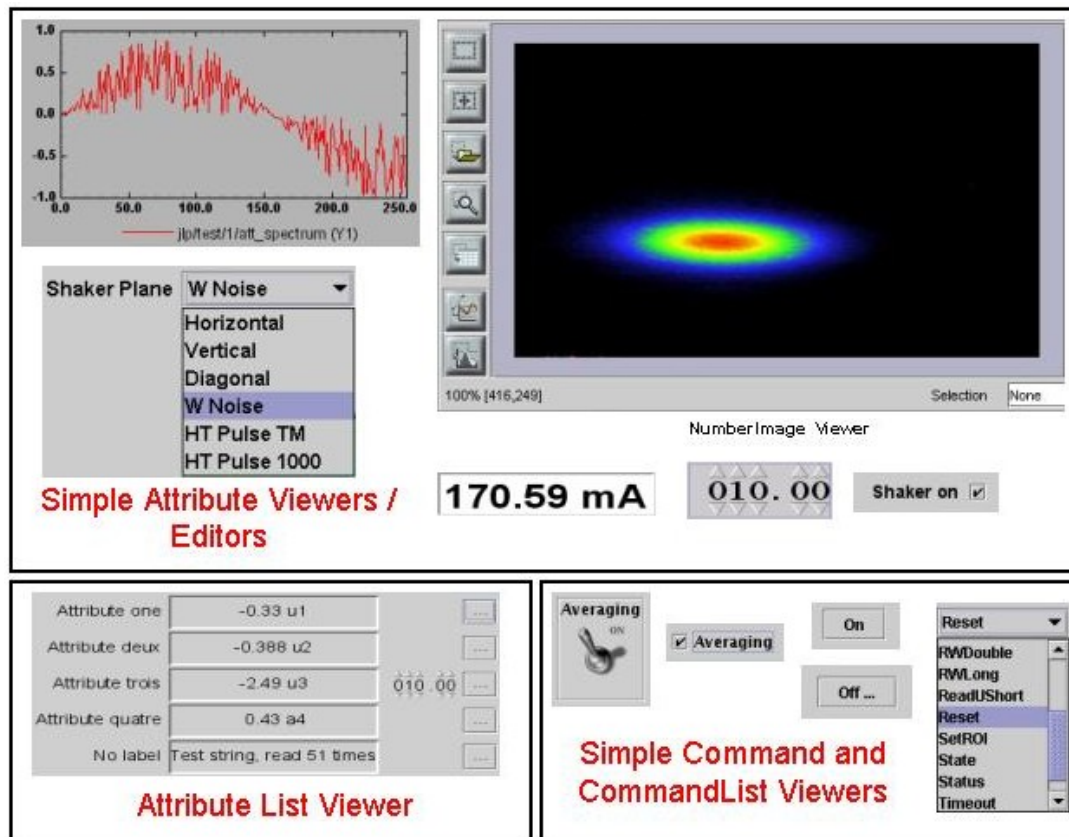 1.0
0.5
0.0
-0.5
-1.0
0.0 50.0 100.0 150.0 200.0 250.0
jlp/test/1/att_spectrum (Y1)
Shaker Plane W Noise
Horizontal
Vertical
Diagonal
W Noise
HT Pulse TM
HT Pulse 1000
Simple Attribute Viewers /
Editors
100% [416,249] Selection None
NumberImage Viewer
170.59 mA 010.00 Shaker on
Attribute one -0.33 u1 ...
Attribute deux -0.388 u2 ...
Attribute trois -2.49 u3 010.00 ...
Attribute quatre 0.43 a4 ...
No label Test string, read 51 times ...
Attribute List Viewer
Averaging
ON
Averaging
On
Off ...
Reset
RWDouble
RWLong
ReadUShort
Reset
SetROI
State
Status
Timeout
Simple Command and
CommandList Viewers